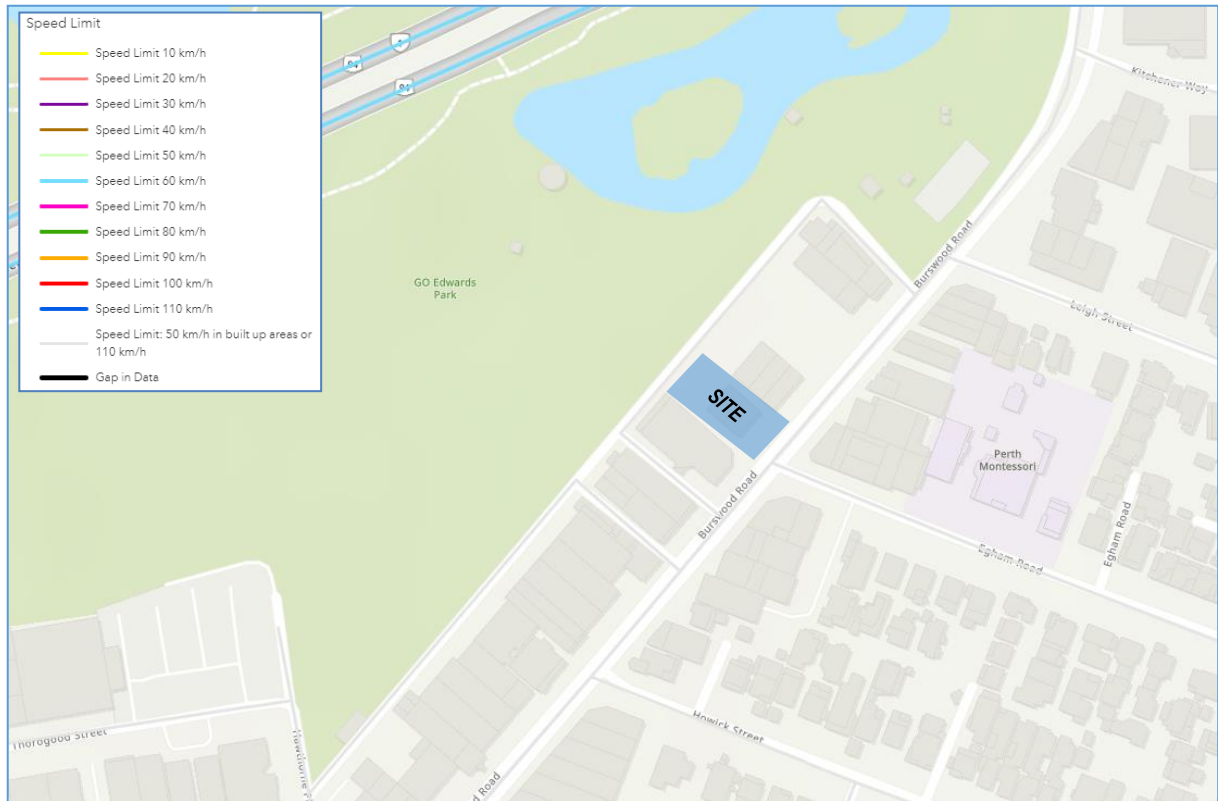 Speed Limit
Speed Limit 10 km/h
Speed Limit 20 km/h
Speed Limit 30 km/h
Speed Limit 40 km/h
Speed Limit 50 km/h
Speed Limit 60 km/h
Speed Limit 70 km/h
Speed Limit 80 km/h
Speed Limit 90 km/h
Speed Limit 100 km/h
Speed Limit 110 km/h
Speed Limit: 50 km/h in built up areas or
110 km/h
Gap in Data
Kitchener Way
Burswood Road
GO Edwards
Park
Leigh Street
SITE
Perth
Montessori
Burswood Road
Egham Road
Egham Road
Howick Street
Thorogood Street
Hawthorne
Road